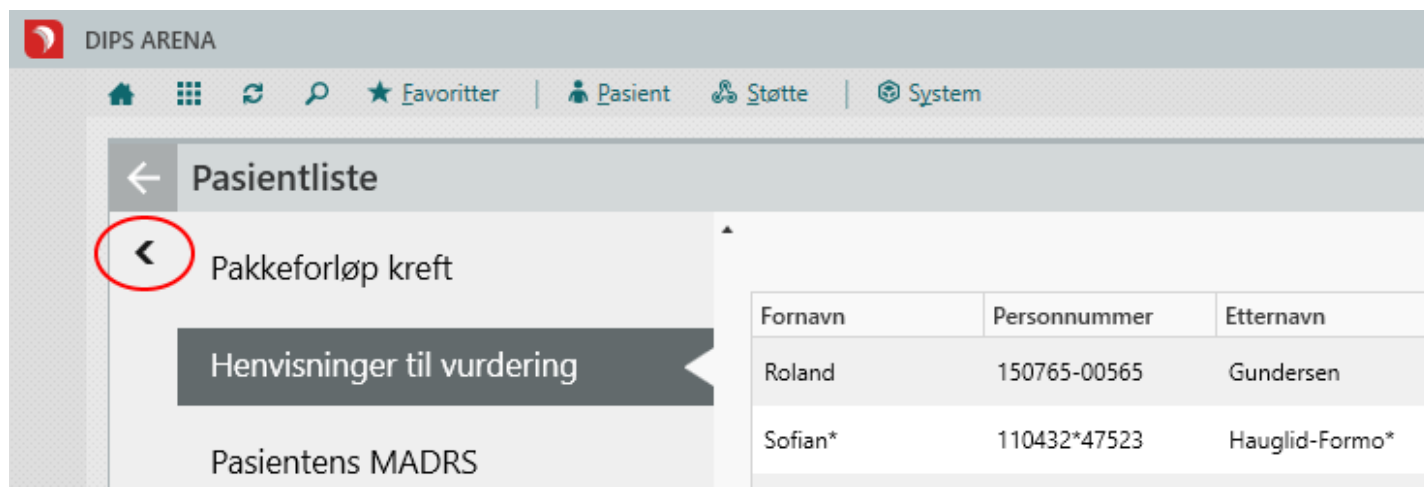 DIPS ARENA
Favoritter | Pasient Støtte | System
Pasientliste
Pakkeforløp kreft
Henvisninger til vurdering
Pasientens MADRS
Fornavn Personnummer Etternavn
Roland 150765-00565 Gundersen
Sofian* 110432*47523 Hauglid-Formo*